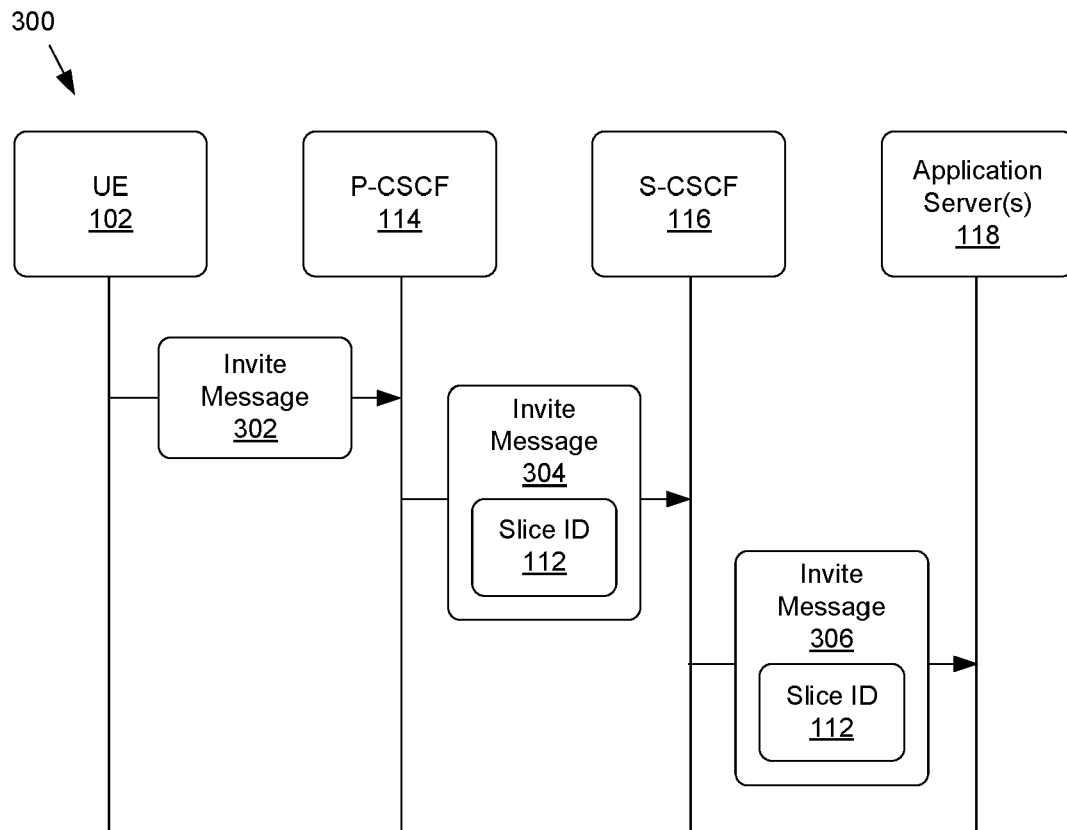 300
UE
102
P-CSCF
114
S-CSCF
116
Application
Server(s)
118
Invite
Message
302
Invite
Message
304
Slice ID
112
Invite
Message
306
Slice ID
112